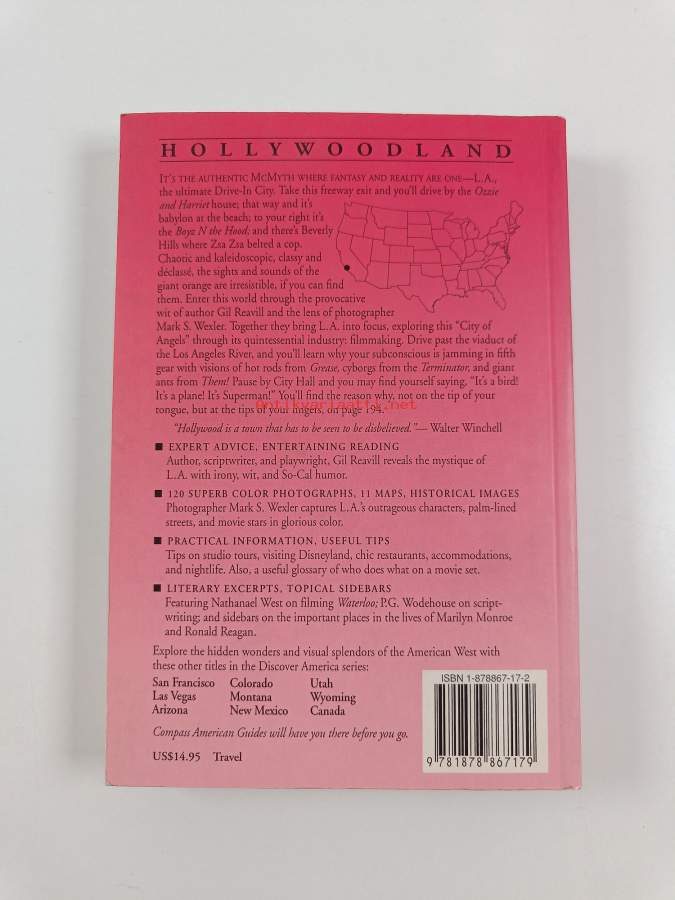 HOLLYWOODLAND
IT'S THE AUTHENTIC MCMYTH WHERE FANTASY AND REALITY ARE ONE—L.A.,
the ultimate Drive-In City. Take this freeway exit and you'll drive by the Ozzie
and Harriet house; that way and it's
babylon at the beach; to your right it's
the Boyz N the Hood; and there's Beverly
Hills where Zsa Zsa belted a cop.
Chaotic and kaleidoscopic, classy and
déclassé, the sights and sounds of the
giant orange are irresistible, if you can find
them. Enter this world through the provocative
wit of author Gil Reavill and the lens of photographer
Mark S. Wexler. Together they bring L.A. into focus, exploring this "City of
Angels" through its quintessential industry: filmmaking. Drive past the viaduct of
the Los Angeles River, and you'll learn why your subconscious is jamming in fifth
gear with visions of hot rods from Grease, cyborgs from the Terminator, and giant
ants from Them! Pause by City Hall and you may find yourself saying, "It's a bird!
It's a plane! It's Superman!" You'll find the reason why, not on the tip of your
tongue, but at the tips of your fingers, on page 194.
antikvariaatti.net
"Hollywood is a town that has to be seen to be disbelieved."— Walter Winchell
■ EXPERT ADVICE, ENTERTAINING READING
Author, scriptwriter, and playwright, Gil Reavill reveals the mystique of
L.A. with irony, wit, and So-Cal humor.
■ 120 SUPERB COLOR PHOTOGRAPHS, 11 MAPS, HISTORICAL IMAGES
Photographer Mark S. Wexler captures L.A.'s outrageous characters, palm-lined
streets, and movie stars in glorious color.
■ PRACTICAL INFORMATION, USEFUL TIPS
Tips on studio tours, visiting Disneyland, chic restaurants, accommodations,
and nightlife. Also, a useful glossary of who does what on a movie set.
■ LITERARY EXCERPTS, TOPICAL SIDEBARS
Featuring Nathanael West on filming Waterloo; P.G. Wodehouse on script-
writing; and sidebars on the important places in the lives of Marilyn Monroe
and Ronald Reagan.
Explore the hidden wonders and visual splendors of the American West with
these other titles in the Discover America series:
San Francisco Colorado Utah
Las Vegas Montana Wyoming
Arizona New Mexico Canada
Compass American Guides will have you there before you go.
US$14.95 Travel
ISBN 1-878867-17-2
9 781878 867179